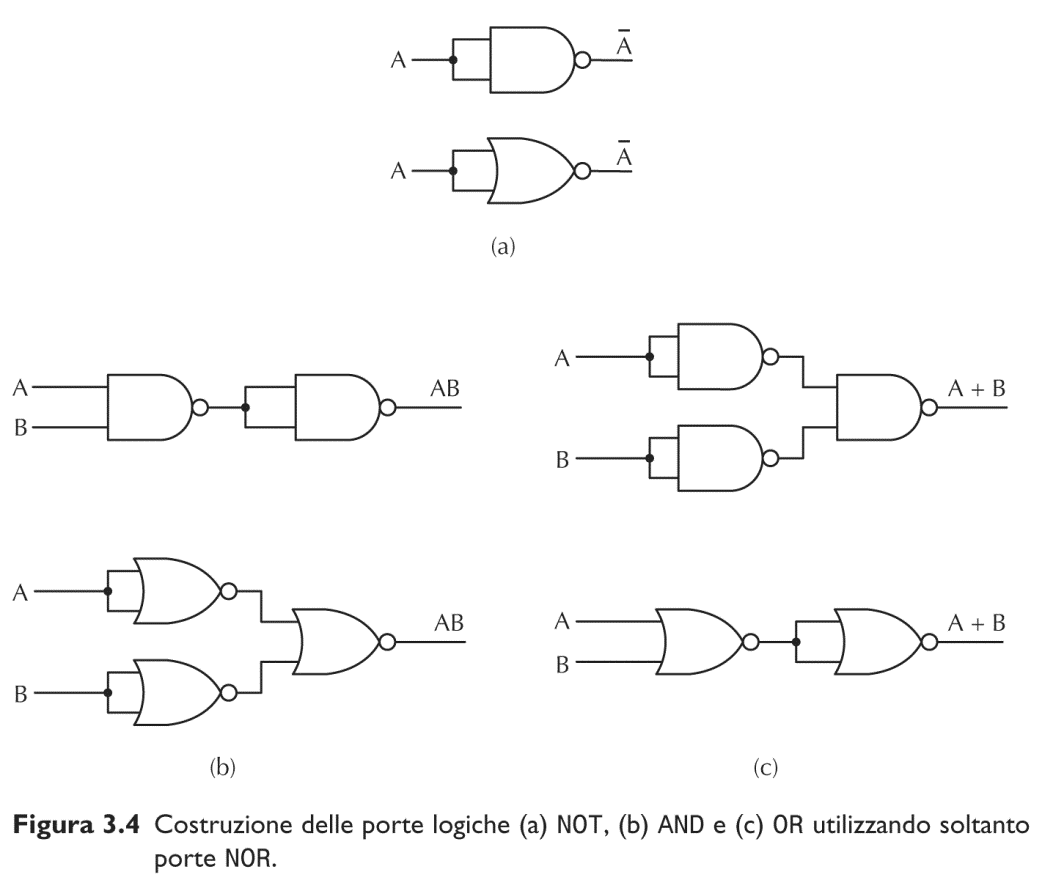 A A̅
A A̅
(a)
A AB
B
A A + B
B
A AB
B
A A + B
B
(b) (c)
Figura 3.4 Costruzione delle porte logiche (a) NOT, (b) AND e (c) OR utilizzando soltanto
porte NOR.